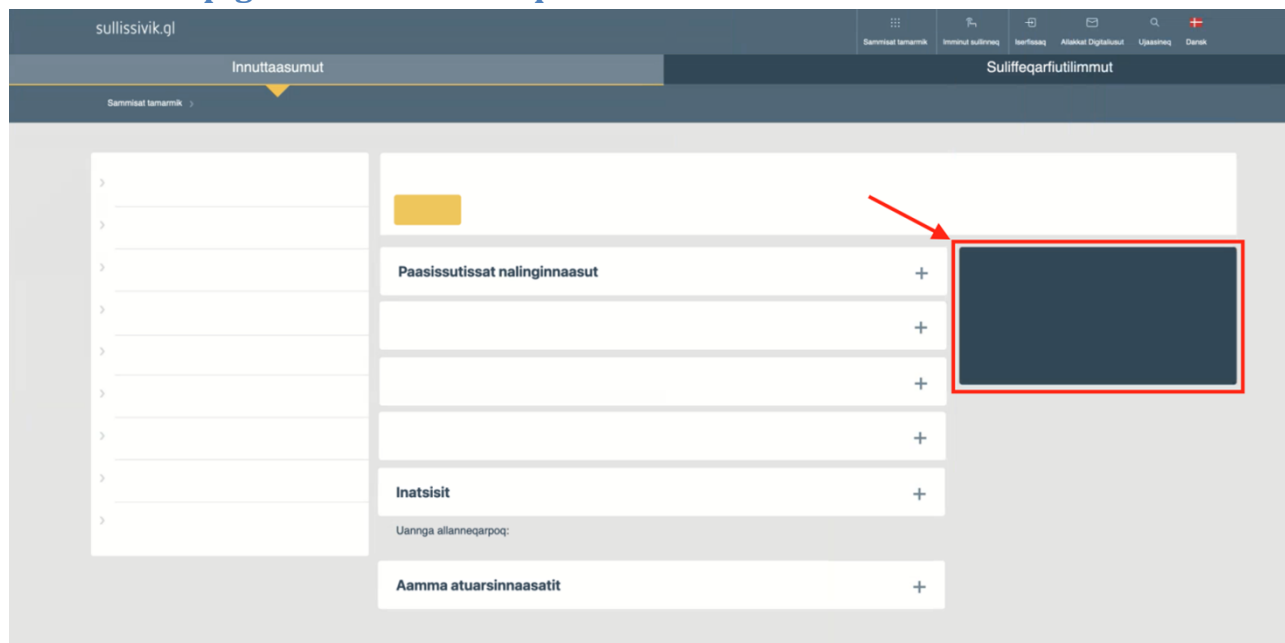 sullissivik.gl
Sammisat tamarmik
Imminut sullinneq
Iserfissaq
Allakkat Digitaliusut
Ujaasineq
Dansk
Innuttaasumut
Suliffeqarfiutilimmut
Sammisat tamarmik >
Paasissutissat nalinginnaasut
Inatsisit
Uannga allanneqarpoq:
Aamma atuarsinnaasatit